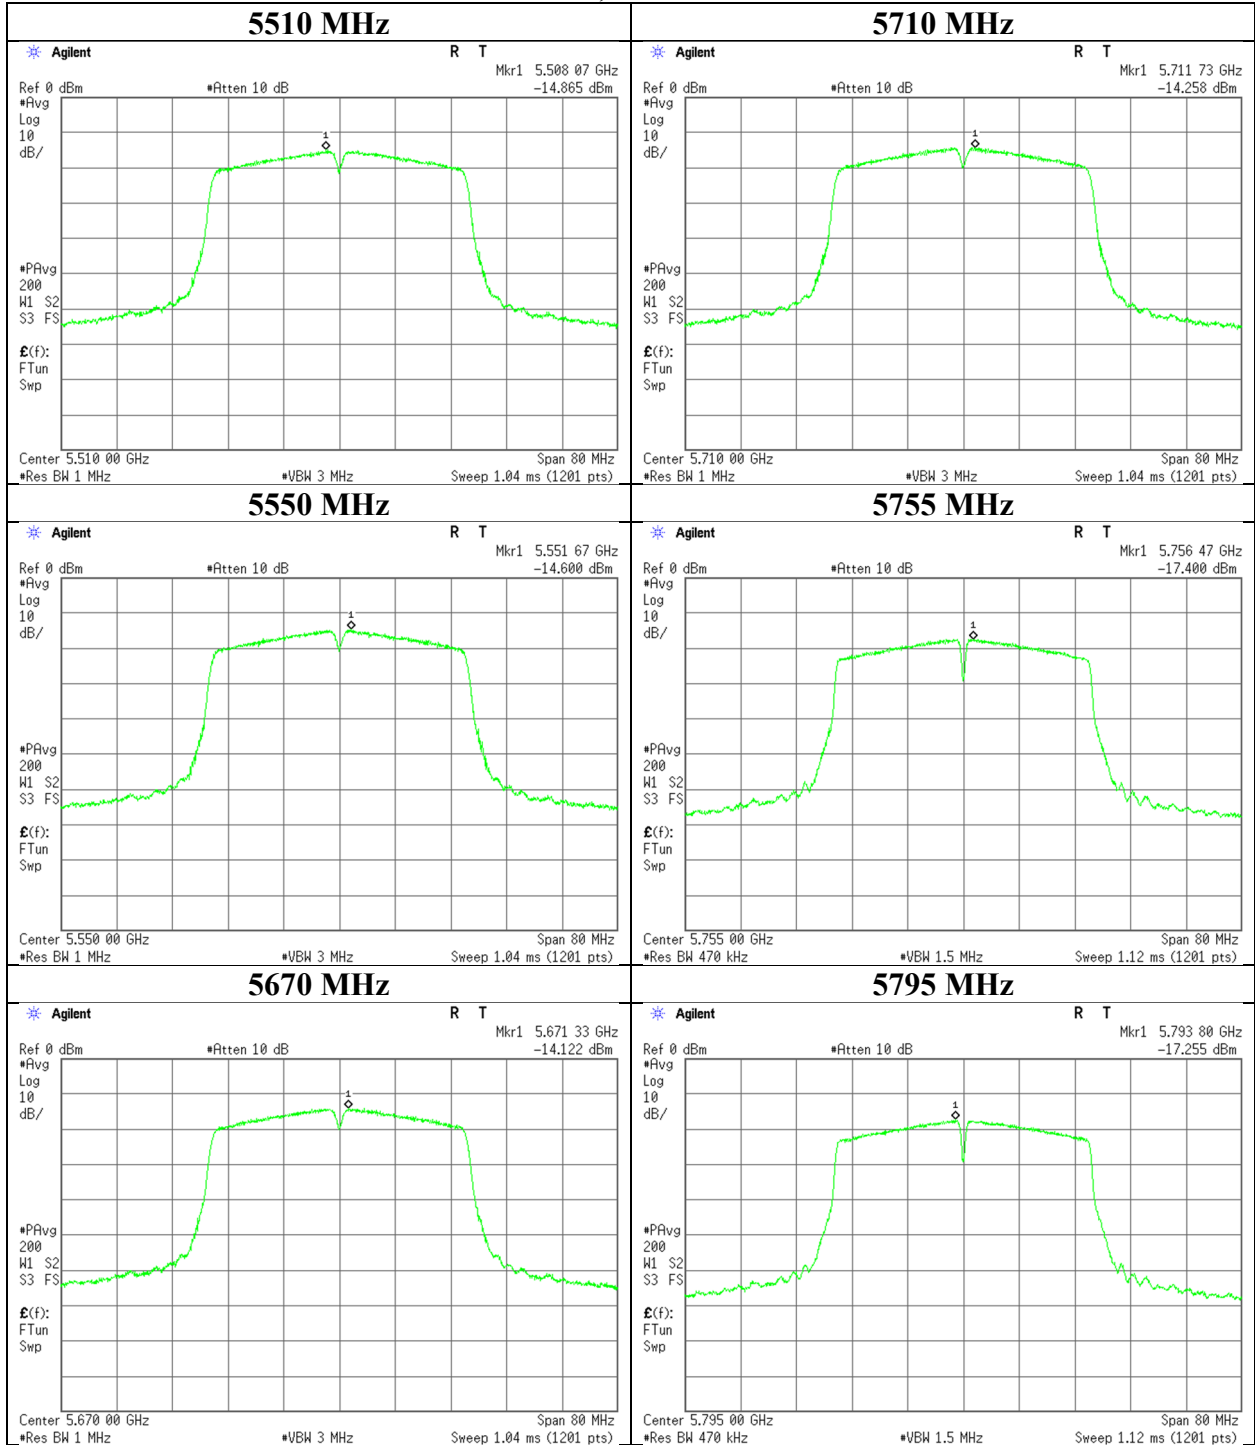 5510 MHz
Agilent R T
Mkr1 5.508 07 GHz
Ref 0 dBm #Atten 10 dB -14.865 dBm
#Avg
Log
10
dB/
1
#PAvg
200
W1 S2
S3 FS
£(f):
FTun
Swp
Center 5.510 00 GHz Span 80 MHz
#Res BW 1 MHz #VBW 3 MHz Sweep 1.04 ms (1201 pts)
5710 MHz
Agilent R T
Mkr1 5.711 73 GHz
Ref 0 dBm #Atten 10 dB -14.258 dBm
#Avg
Log
10
dB/
1
#PAvg
200
W1 S2
S3 FS
£(f):
FTun
Swp
Center 5.710 00 GHz Span 80 MHz
#Res BW 1 MHz #VBW 3 MHz Sweep 1.04 ms (1201 pts)
5550 MHz
Agilent R T
Mkr1 5.551 67 GHz
Ref 0 dBm #Atten 10 dB -14.600 dBm
#Avg
Log
10
dB/
1
#PAvg
200
W1 S2
S3 FS
£(f):
FTun
Swp
Center 5.550 00 GHz Span 80 MHz
#Res BW 1 MHz #VBW 3 MHz Sweep 1.04 ms (1201 pts)
5755 MHz
Agilent R T
Mkr1 5.756 47 GHz
Ref 0 dBm #Atten 10 dB -17.400 dBm
#Avg
Log
10
dB/
1
#PAvg
200
W1 S2
S3 FS
£(f):
FTun
Swp
Center 5.755 00 GHz Span 80 MHz
#Res BW 470 kHz #VBW 1.5 MHz Sweep 1.12 ms (1201 pts)
5670 MHz
Agilent R T
Mkr1 5.671 33 GHz
Ref 0 dBm #Atten 10 dB -14.122 dBm
#Avg
Log
10
dB/
1
#PAvg
200
W1 S2
S3 FS
£(f):
FTun
Swp
Center 5.670 00 GHz Span 80 MHz
#Res BW 1 MHz #VBW 3 MHz Sweep 1.04 ms (1201 pts)
5795 MHz
Agilent R T
Mkr1 5.793 80 GHz
Ref 0 dBm #Atten 10 dB -17.255 dBm
#Avg
Log
10
dB/
1
#PAvg
200
W1 S2
S3 FS
£(f):
FTun
Swp
Center 5.795 00 GHz Span 80 MHz
#Res BW 470 kHz #VBW 1.5 MHz Sweep 1.12 ms (1201 pts)